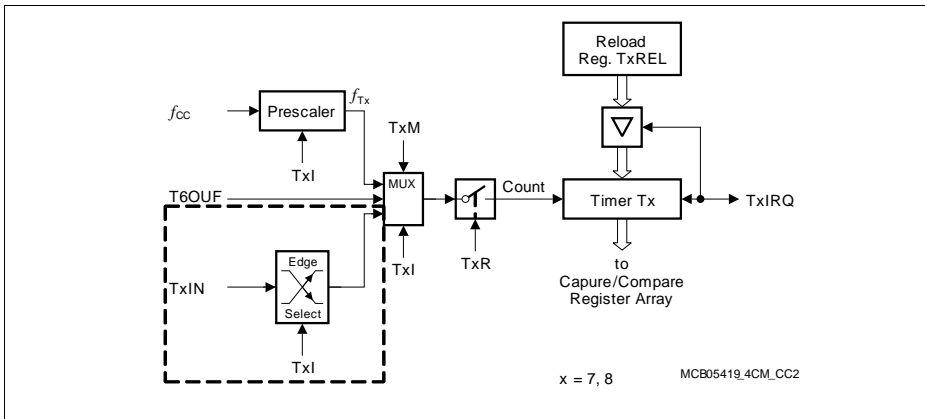 Reload
Reg. TxREL
fCC
Prescaler
fTx
TxI
TxM
MUX
T6OUF
TxI
Count
TxR
Timer Tx
TxIRQ
TxIN
Edge
Select
TxI
to
Capure/Compare
Register Array
x = 7, 8
MCB05419_4CM_CC2